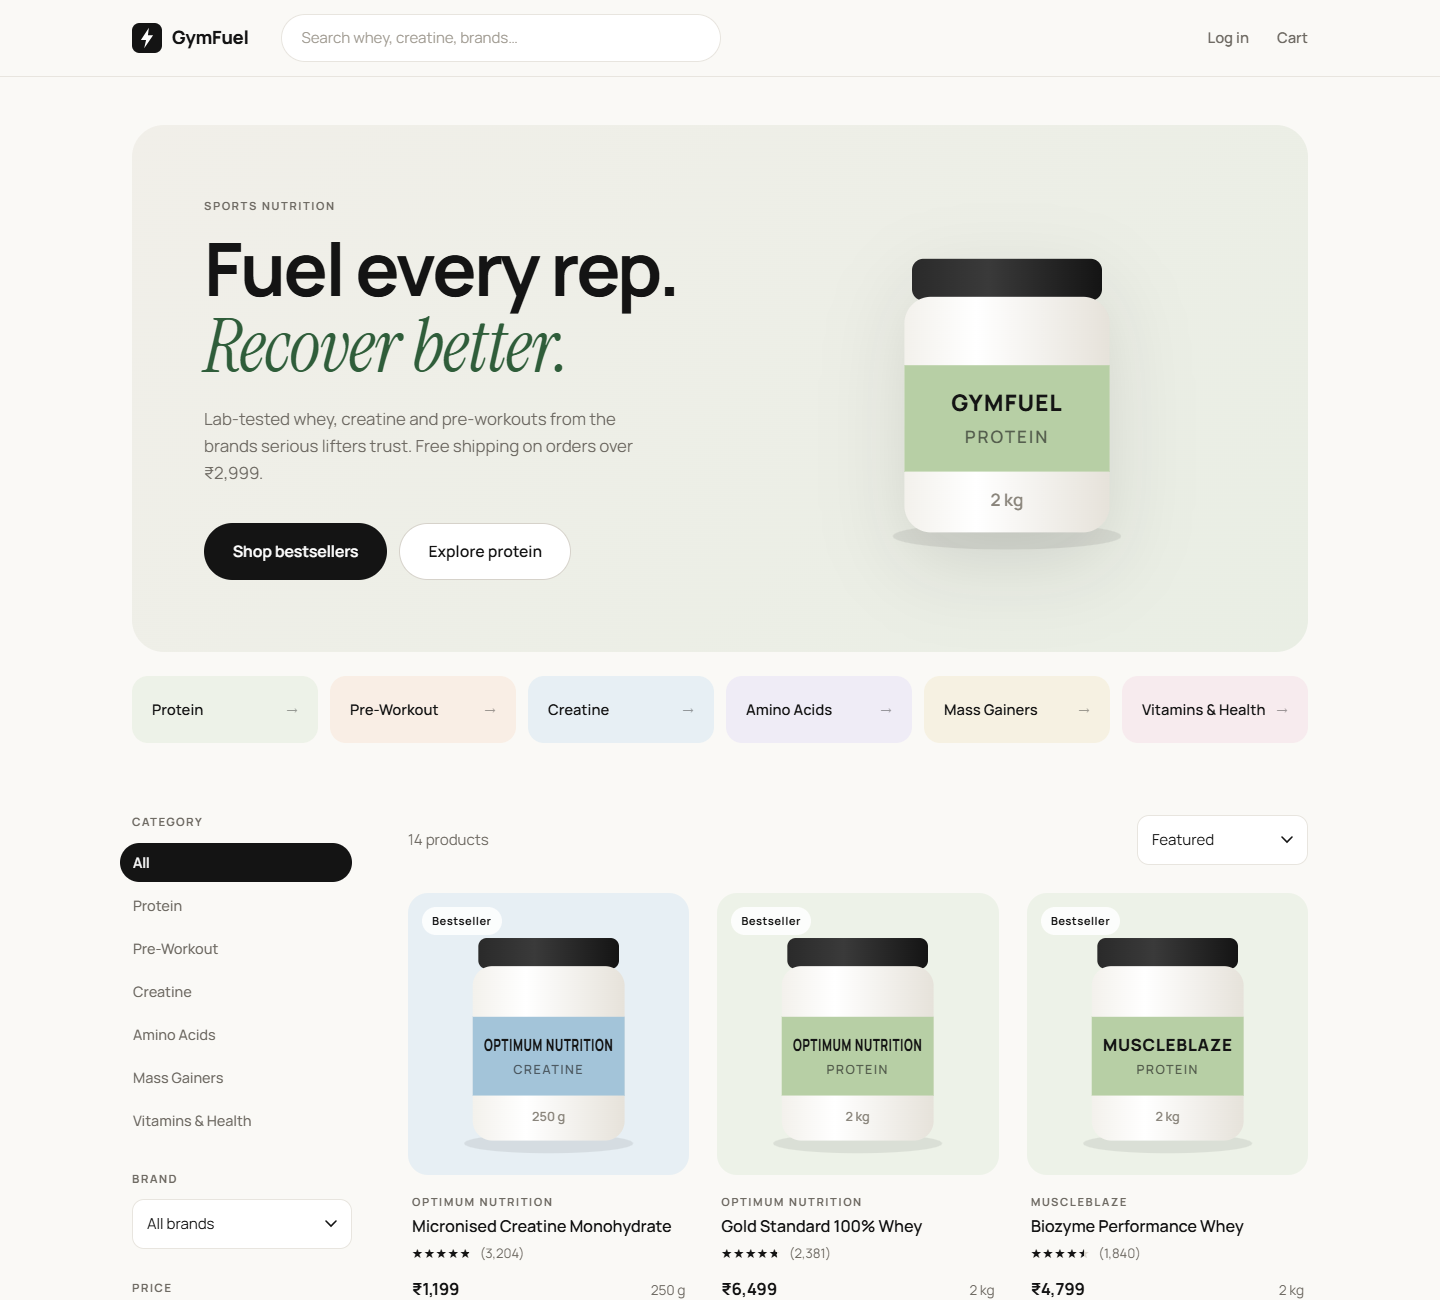 GymFuel
Search whey, creatine, brands...
Log in
Cart
SPORTS NUTRITION
Fuel every rep.
Recover better.
Lab-tested whey, creatine and pre-workouts from the
brands serious lifters trust. Free shipping on orders over
₹2,999.
Shop bestsellers
Explore protein
GYMFUEL
PROTEIN
2 kg
Protein →
Pre-Workout →
Creatine →
Amino Acids →
Mass Gainers →
Vitamins & Health →
CATEGORY
All
Protein
Pre-Workout
Creatine
Amino Acids
Mass Gainers
Vitamins & Health
BRAND
All brands
PRICE
14 products
Featured
Bestseller
OPTIMUM NUTRITION
CREATINE
250 g
OPTIMUM NUTRITION
Micronised Creatine Monohydrate
★★★★★ (3,204)
₹1,199
250 g
Bestseller
OPTIMUM NUTRITION
PROTEIN
2 kg
OPTIMUM NUTRITION
Gold Standard 100% Whey
★★★★★ (2,381)
₹6,499
2 kg
Bestseller
MUSCLEBLAZE
PROTEIN
2 kg
MUSCLEBLAZE
Biozyme Performance Whey
★★★★★ (1,840)
₹4,799
2 kg